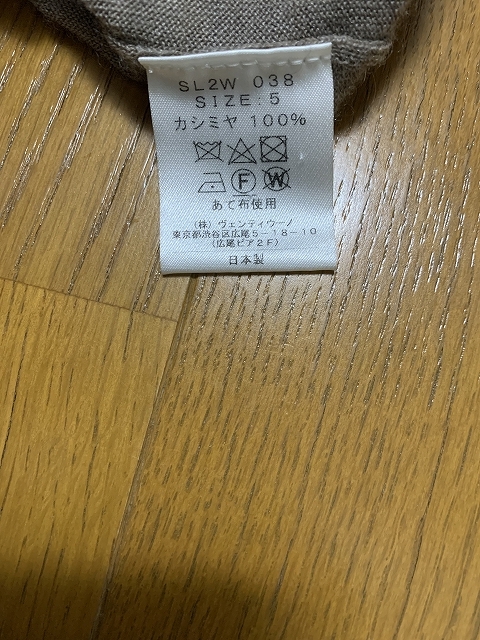 SL2W 038
SIZE:5
カシミヤ 100%
F W
あて布使用
(株) ヴェンティウーノ
東京都渋谷区広尾5-18-10
(広尾ピア2F)
日本製